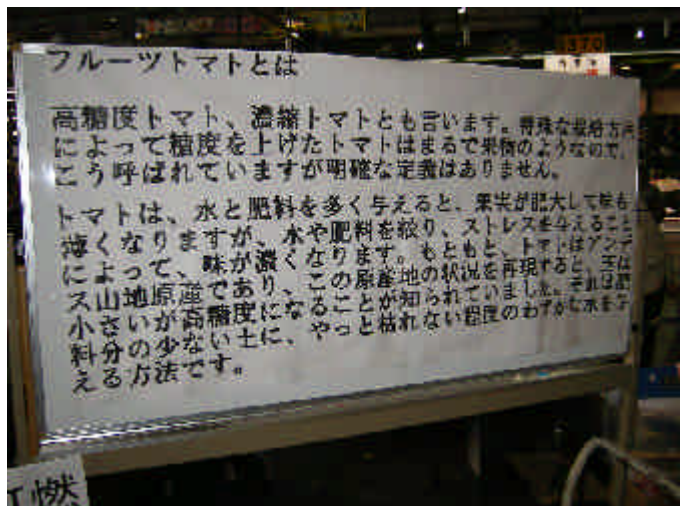 フルーツトマトとは
高糖度トマト、濃縮トマトとも言います。特殊な栽培方法
によって糖度を上げたトマトはまるで果物のようなので、
こう呼ばれていますが明確な定義はありません。
トマトは、水と肥料を多く与えると、果実が肥大して味も
薄くなりますが、水や肥料を絞り、ストレスを与えること
によって、味が濃くなります。もともと、トマトはアンデ
ス山地原産であり、この原産地の状況を再現すると、玉は
小さいが高糖度になることが知られていました。それは肥
料分の少ない土に、やっと枯れない程度のわずかな水を与
える方法です。
370
燃